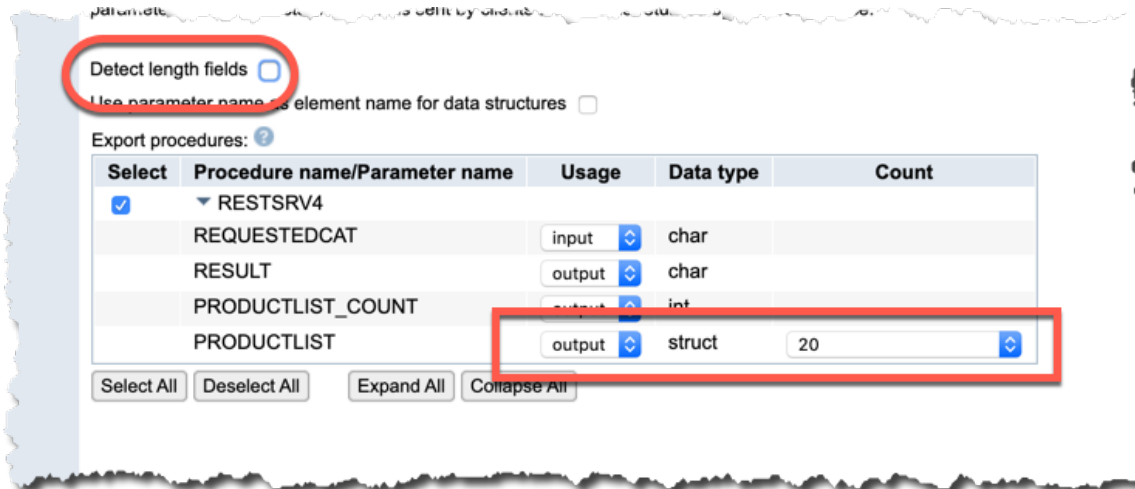 Detect length fields
Use parameter name as element name for data structures
Export procedures:
Select Procedure name/Parameter name Usage Data type Count
RESTSRV4
REQUESTEDCAT input char
RESULT output char
PRODUCTLIST_COUNT output int
PRODUCTLIST output struct 20
Select All Deselect All Expand All Collapse All